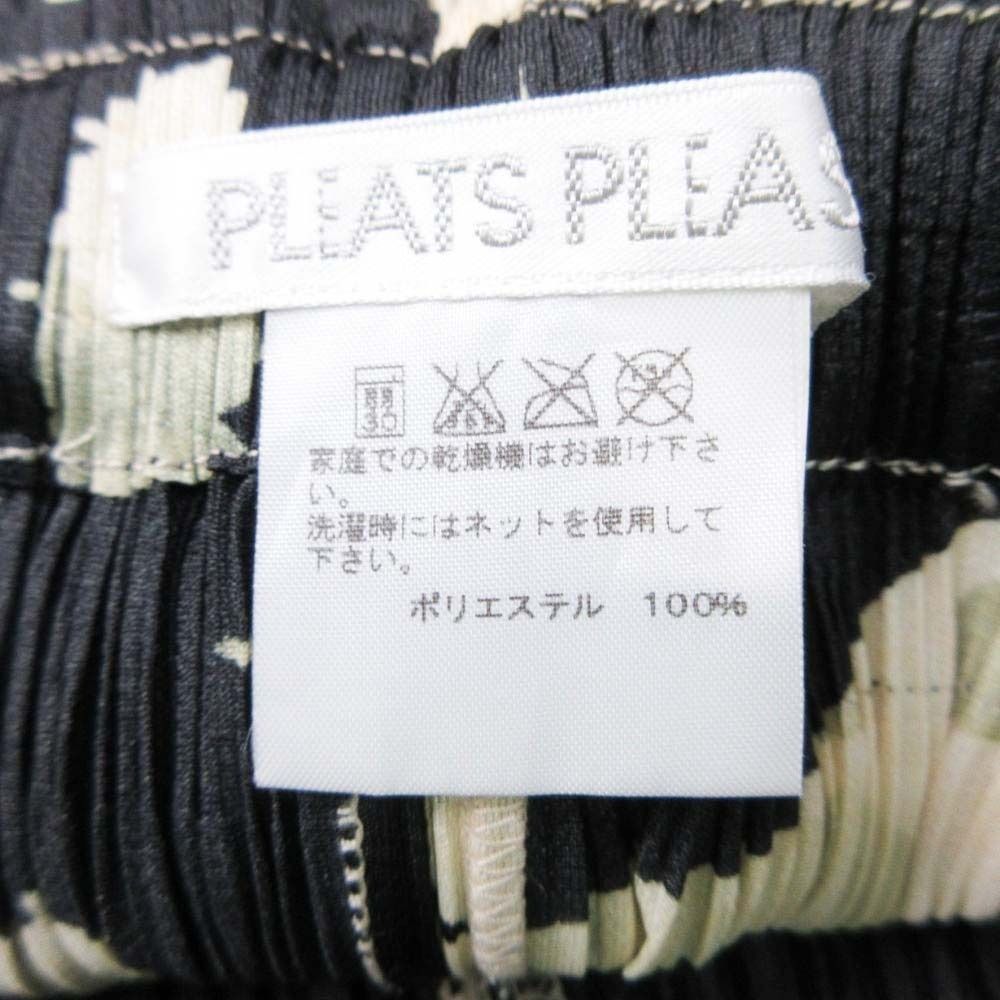 PLEATS PLEAS
家庭での乾燥機はお避け下さ
い。
洗濯時にはネットを使用して
下さい。
ポリエステル 100%